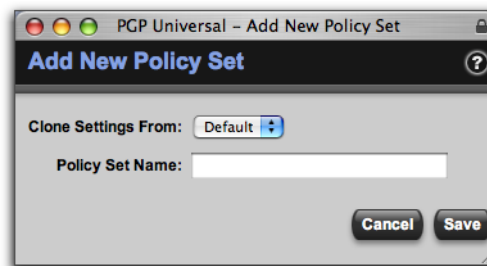 PGP Universal – Add New Policy Set
Add New Policy Set
?
Clone Settings From: Default
Policy Set Name:
Cancel Save